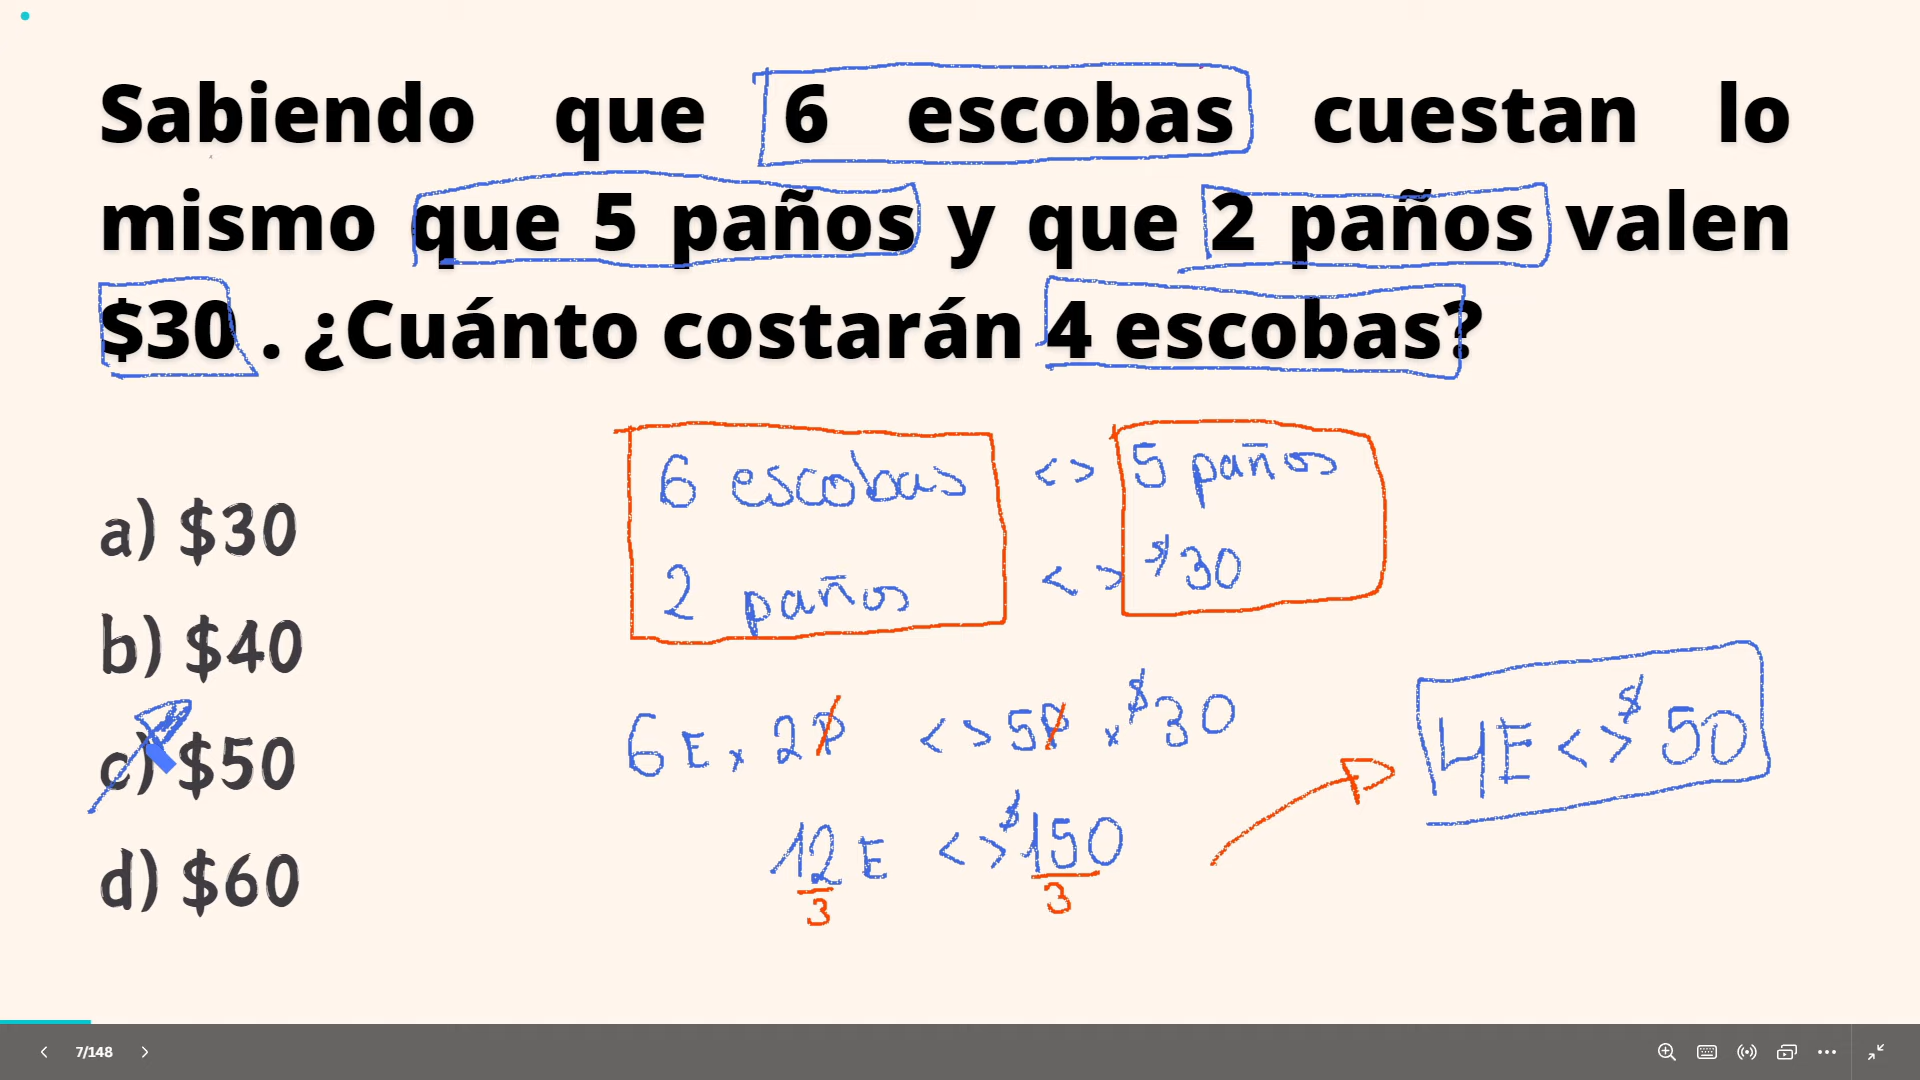 Sabiendo que 6 escobas cuestan lo
mismo que 5 paños y que 2 paños valen
$30 . ¿Cuánto costarán 4 escobas?
a) $30
b) $40
c) $50
d) $60
6 escobas <> 5 paños
2 paños <> $30
6E x 2P <> 5P x $30
12E <> $150
3 3
4E <> $50
7/148